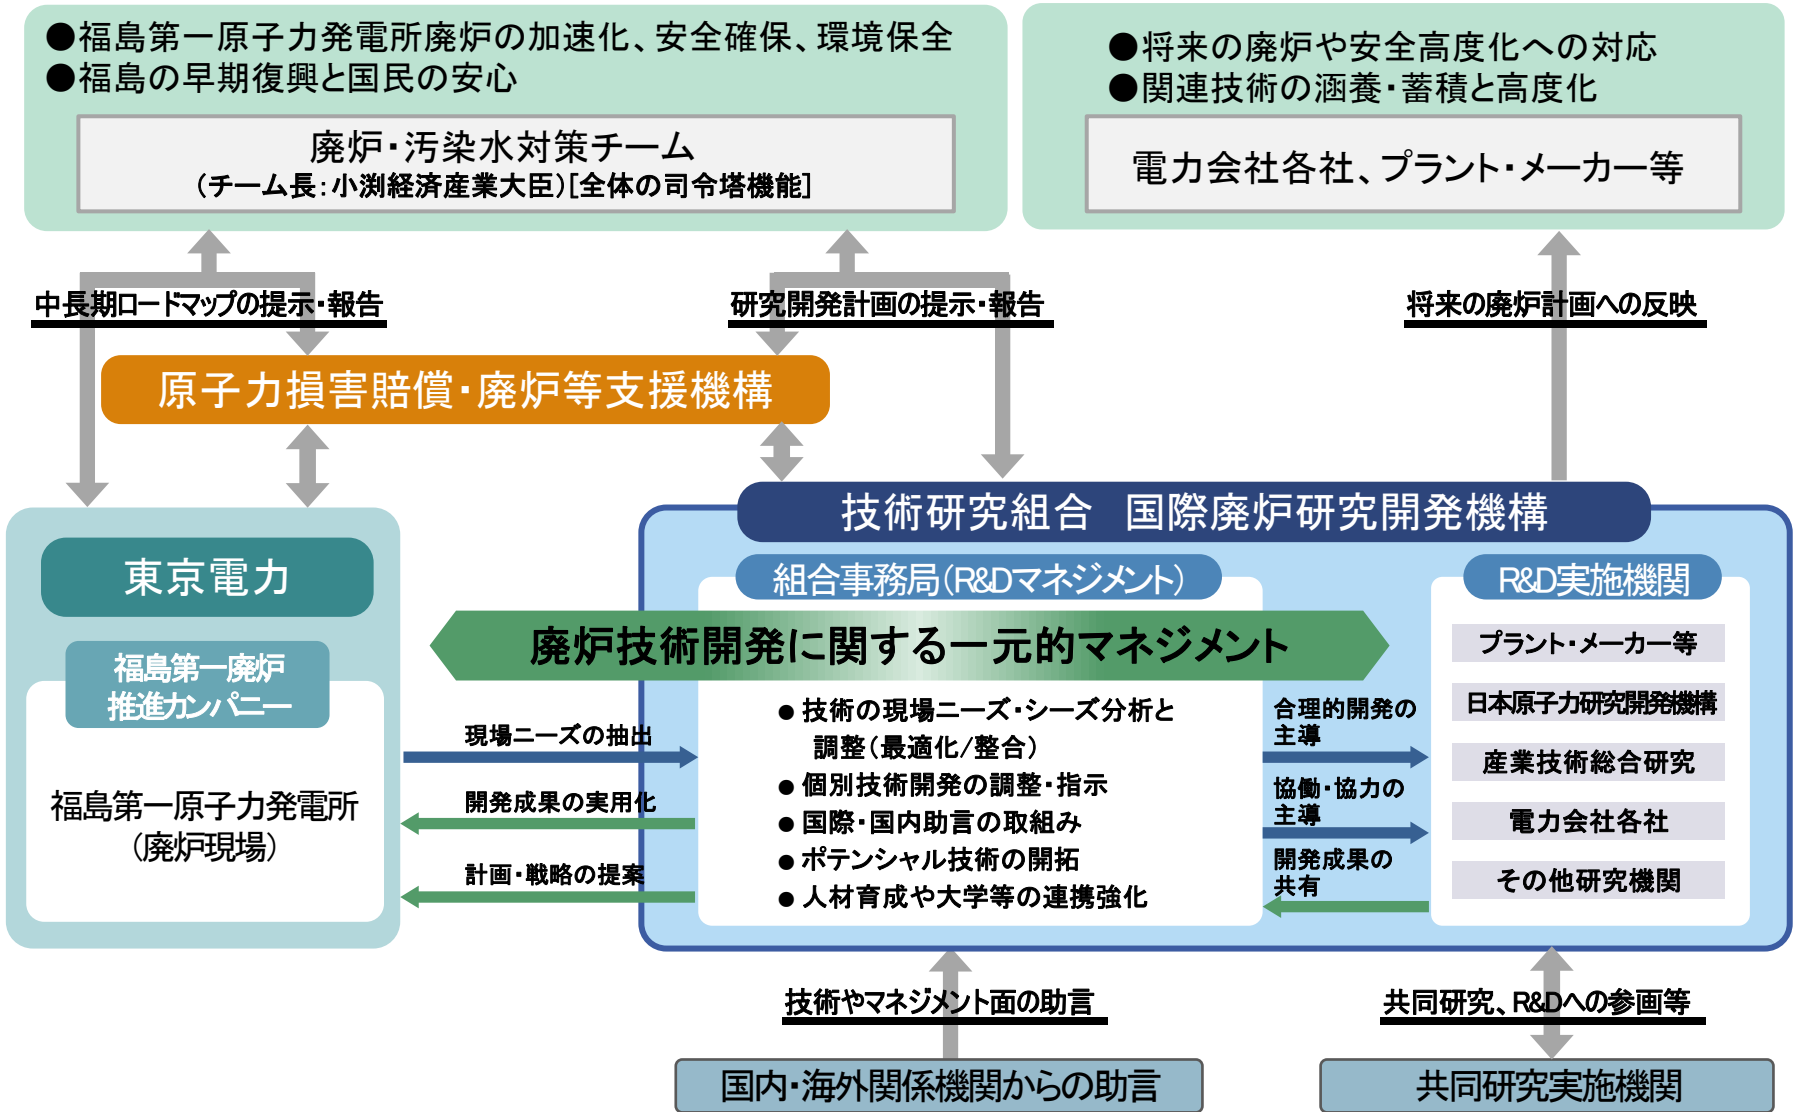 ●福島第一原子力発電所廃炉の加速化、安全確保、環境保全
●福島の早期復興と国民の安心
廃炉・汚染水対策チーム
（チーム長：小渕経済産業大臣）[全体の司令塔機能]
●将来の廃炉や安全高度化への対応
●関連技術の涵養・蓄積と高度化
電力会社各社、プラント・メーカー等
中長期ロードマップの提示・報告
研究開発計画の提示・報告
将来の廃炉計画への反映
原子力損害賠償・廃炉等支援機構
東京電力
福島第一廃炉
推進カンパニー
福島第一原子力発電所
（廃炉現場）
現場ニーズの抽出
開発成果の実用化
計画・戦略の提案
技術研究組合　国際廃炉研究開発機構
組合事務局（R&Dマネジメント）
廃炉技術開発に関する一元的マネジメント
● 技術の現場ニーズ・シーズ分析と
調整（最適化/整合）
● 個別技術開発の調整・指示
● 国際・国内助言の取組み
● ポテンシャル技術の開拓
● 人材育成や大学等の連携強化
合理的開発の
主導
協働・協力の
主導
開発成果の
共有
R&D実施機関
プラント・メーカー等
日本原子力研究開発機構
産業技術総合研究
電力会社各社
その他研究機関
技術やマネジメント面の助言
共同研究、R&Dへの参画等
国内・海外関係機関からの助言
共同研究実施機関